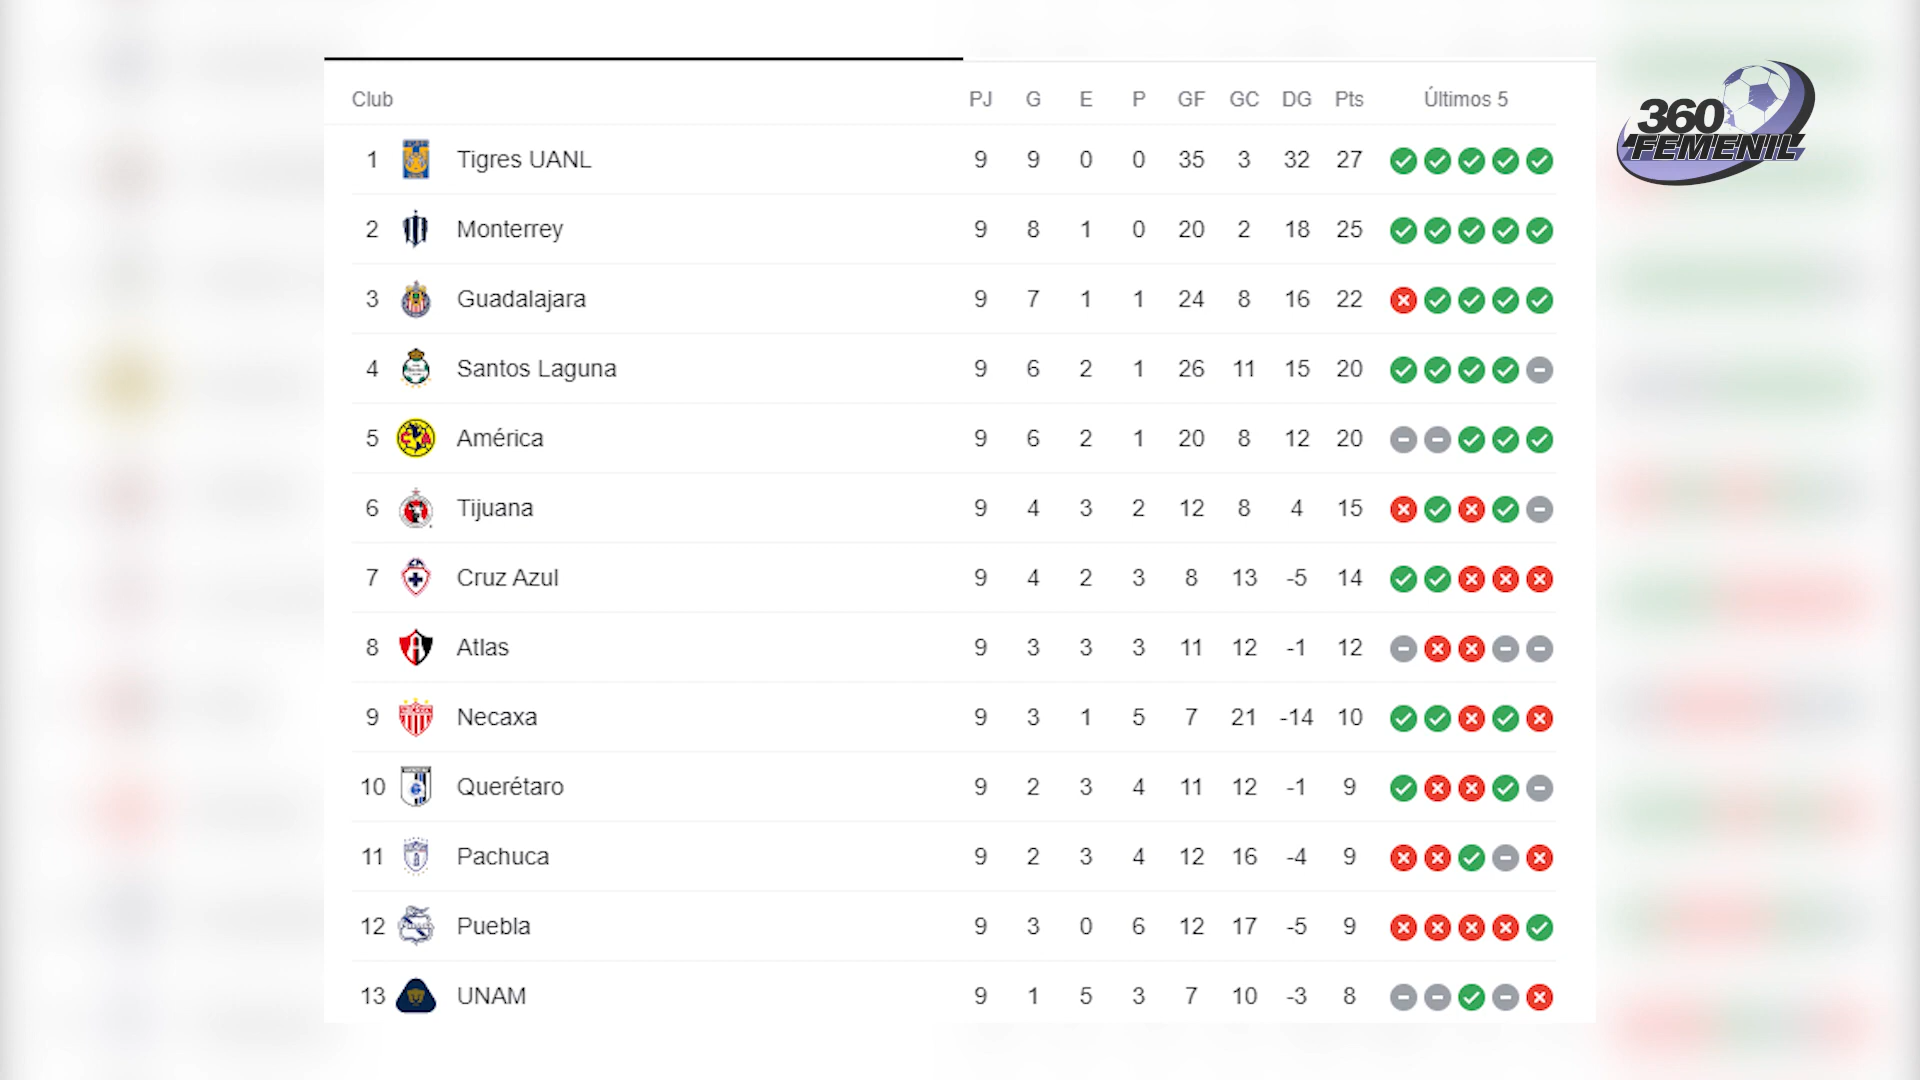 Club PJ G E P GF GC DG Pts Últimos 5
1 Tigres UANL 9 9 0 0 35 3 32 27
2 Monterrey 9 8 1 0 20 2 18 25
3 Guadalajara 9 7 1 1 24 8 16 22
4 Santos Laguna 9 6 2 1 26 11 15 20
5 América 9 6 2 1 20 8 12 20
6 Tijuana 9 4 3 2 12 8 4 15
7 Cruz Azul 9 4 2 3 8 13 -5 14
8 Atlas 9 3 3 3 11 12 -1 12
9 Necaxa 9 3 1 5 7 21 -14 10
10 Querétaro 9 2 3 4 11 12 -1 9
11 Pachuca 9 2 3 4 12 16 -4 9
12 Puebla 9 3 0 6 12 17 -5 9
13 UNAM 9 1 5 3 7 10 -3 8
360
FEMENIL